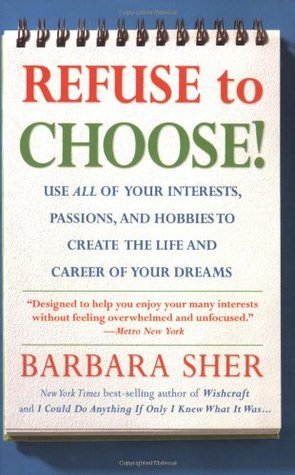 REFUSE to
CHOOSE!
USE ALL OF YOUR INTERESTS,
PASSIONS, AND HOBBIES TO
CREATE THE LIFE AND
CAREER OF YOUR DREAMS
“Designed to help you enjoy your many interests
without feeling overwhelmed and unfocused.”
—Metro New York
BARBARA SHER
New York Times best-selling author of Wishcraft
and I Could Do Anything If Only I Knew What It Was…